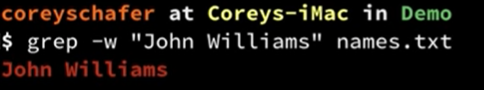 coreyschafer at Coreys-iMac in Demo
$ grep -w "John Williams" names.txt
John Williams